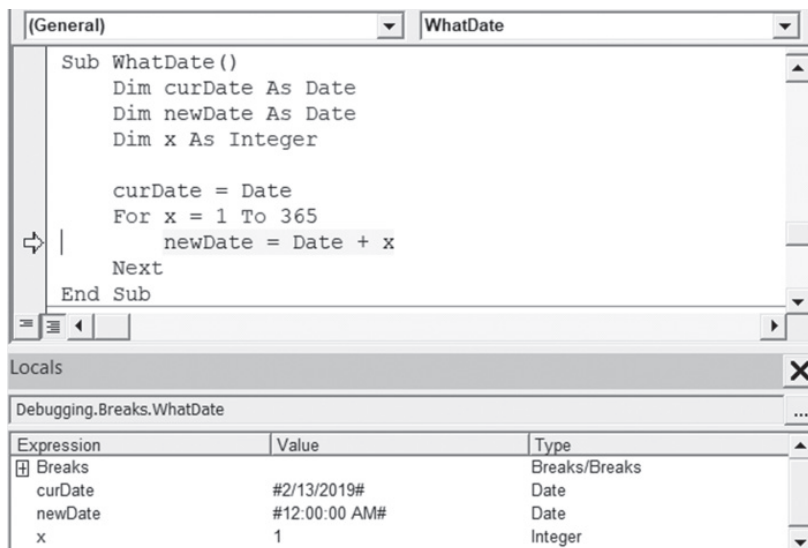 (General) WhatDate
Sub WhatDate()
Dim curDate As Date
Dim newDate As Date
Dim x As Integer
curDate = Date
For x = 1 To 365
newDate = Date + x
Next
End Sub
Locals
Debugging.Breaks.WhatDate ...
Expression Value Type
Breaks Breaks/Breaks
curDate #2/13/2019# Date
newDate #12:00:00 AM# Date
x 1 Integer